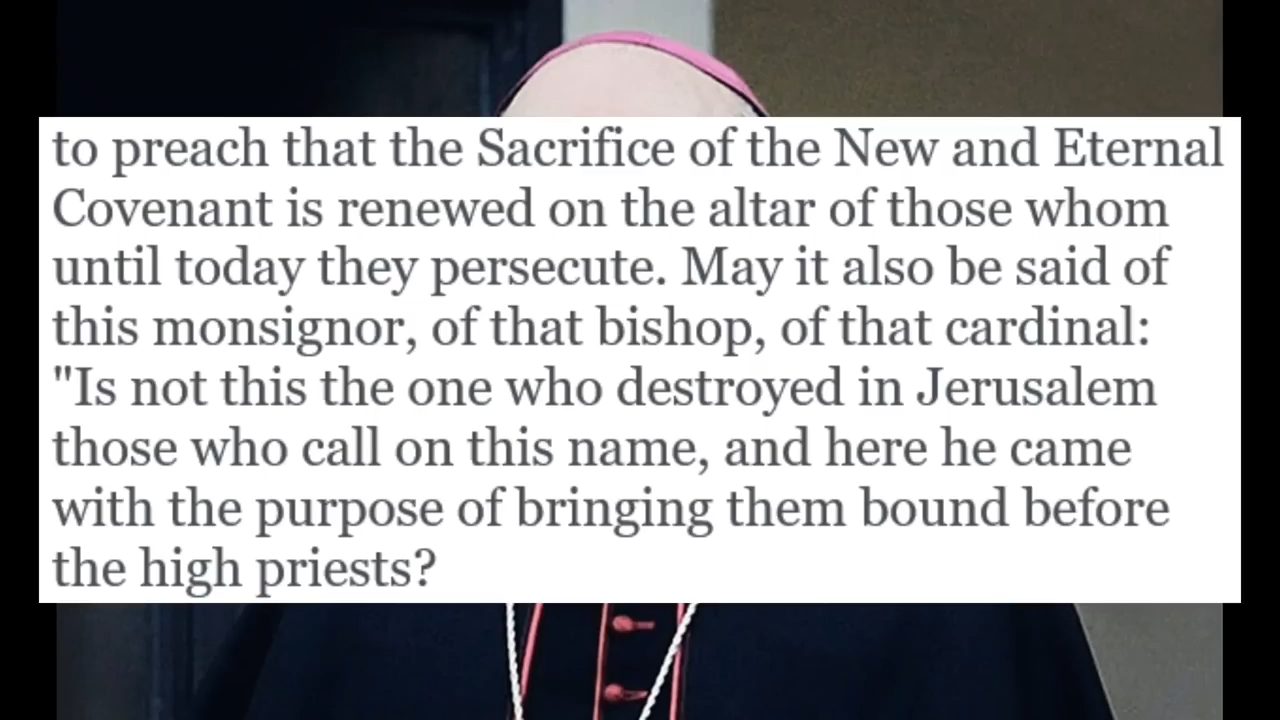 to preach that the Sacrifice of the New and Eternal
Covenant is renewed on the altar of those whom
until today they persecute. May it also be said of
this monsignor, of that bishop, of that cardinal:
"Is not this the one who destroyed in Jerusalem
those who call on this name, and here he came
with the purpose of bringing them bound before
the high priests?